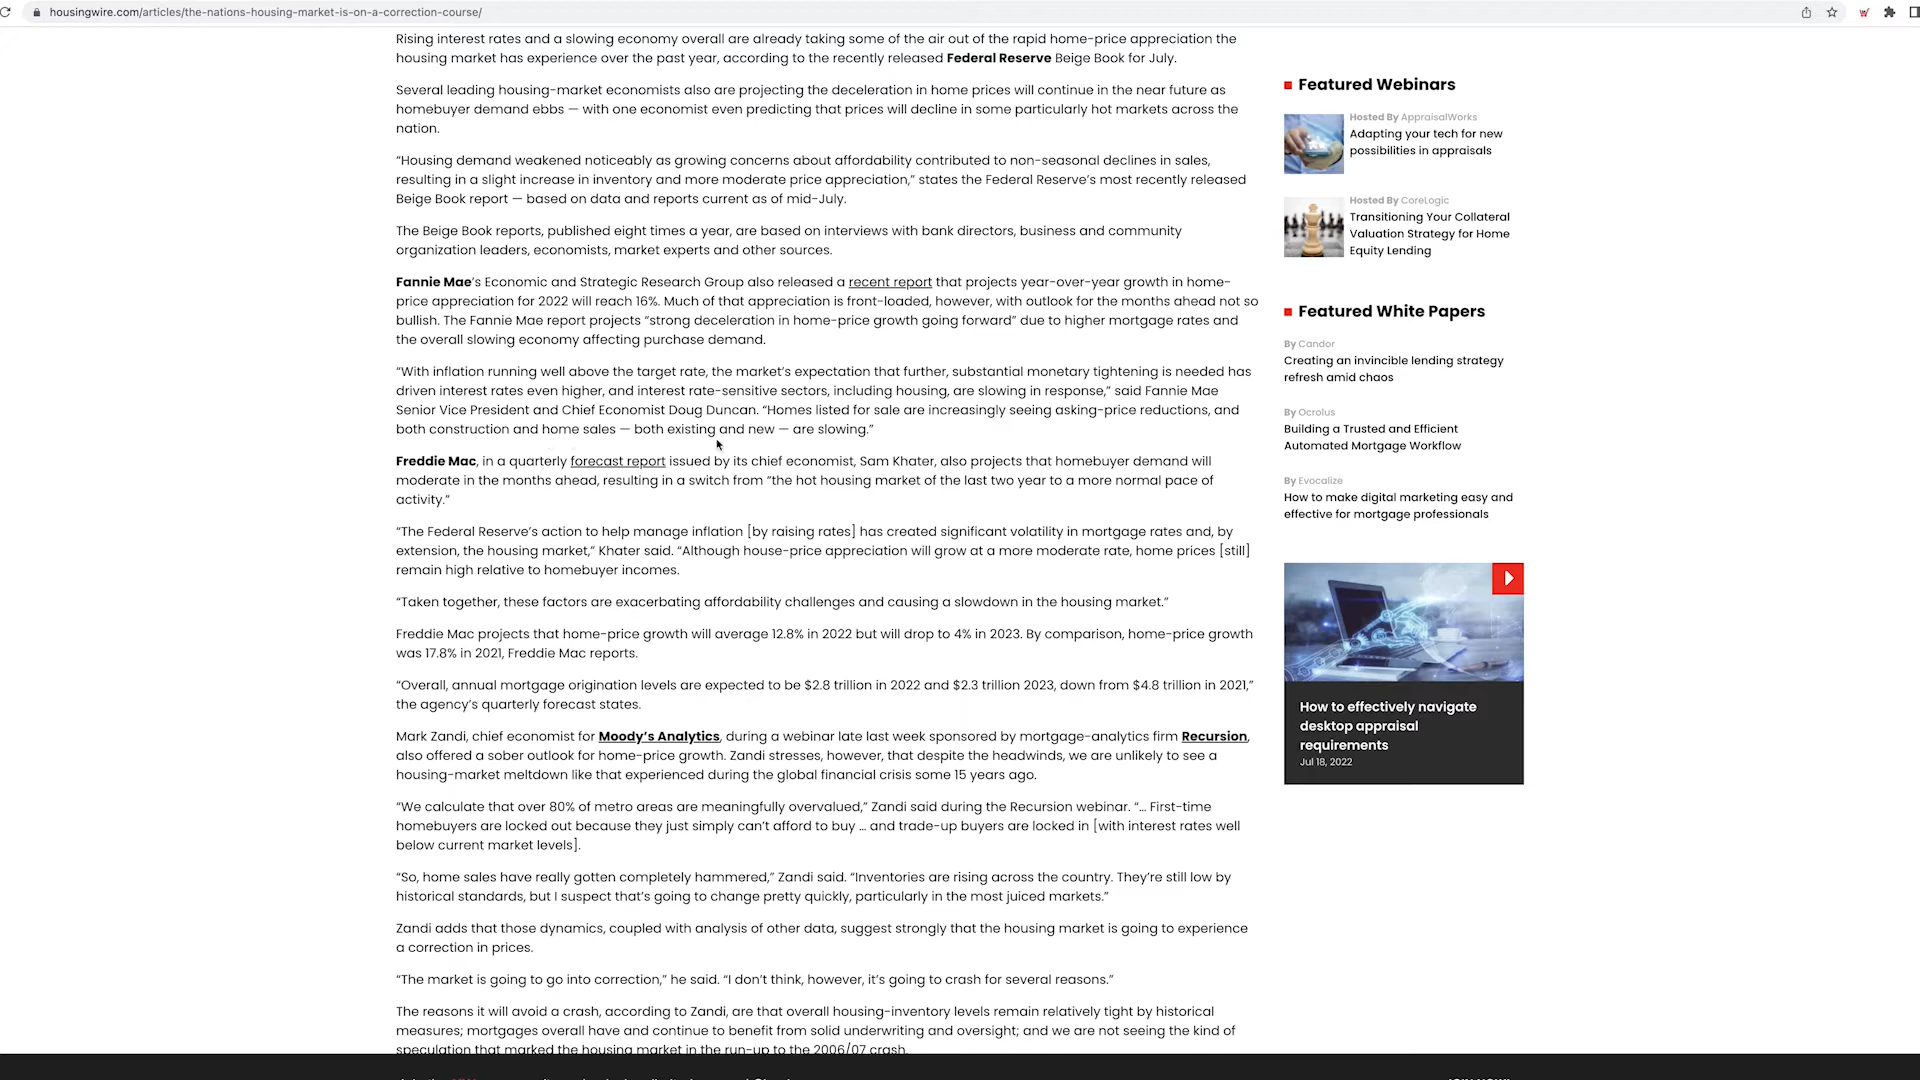 housingwire.com/articles/the-nations-housing-market-is-on-a-correction-course/
Rising interest rates and a slowing economy overall are already taking some of the air out of the rapid home-price appreciation the
housing market has experience over the past year, according to the recently released Federal Reserve Beige Book for July.
Several leading housing-market economists also are projecting the deceleration in home prices will continue in the near future as
homebuyer demand ebbs — with one economist even predicting that prices will decline in some particularly hot markets across the
nation.
“Housing demand weakened noticeably as growing concerns about affordability contributed to non-seasonal declines in sales,
resulting in a slight increase in inventory and more moderate price appreciation,” states the Federal Reserve’s most recently released
Beige Book report — based on data and reports current as of mid-July.
The Beige Book reports, published eight times a year, are based on interviews with bank directors, business and community
organization leaders, economists, market experts and other sources.
Fannie Mae’s Economic and Strategic Research Group also released a recent report that projects year-over-year growth in home-
price appreciation for 2022 will reach 16%. Much of that appreciation is front-loaded, however, with outlook for the months ahead not so
bullish. The Fannie Mae report projects “strong deceleration in home-price growth going forward” due to higher mortgage rates and
the overall slowing economy affecting purchase demand.
“With inflation running well above the target rate, the market’s expectation that further, substantial monetary tightening is needed has
driven interest rates even higher, and interest rate-sensitive sectors, including housing, are slowing in response,” said Fannie Mae
Senior Vice President and Chief Economist Doug Duncan. “Homes listed for sale are increasingly seeing asking-price reductions, and
both construction and home sales — both existing and new — are slowing.”
Freddie Mac, in a quarterly forecast report issued by its chief economist, Sam Khater, also projects that homebuyer demand will
moderate in the months ahead, resulting in a switch from “the hot housing market of the last two year to a more normal pace of
activity.”
“The Federal Reserve’s action to help manage inflation [by raising rates] has created significant volatility in mortgage rates and, by
extension, the housing market,” Khater said. “Although house-price appreciation will grow at a more moderate rate, home prices [still]
remain high relative to homebuyer incomes.
“Taken together, these factors are exacerbating affordability challenges and causing a slowdown in the housing market.”
Freddie Mac projects that home-price growth will average 12.8% in 2022 but will drop to 4% in 2023. By comparison, home-price growth
was 17.8% in 2021, Freddie Mac reports.
“Overall, annual mortgage origination levels are expected to be $2.8 trillion in 2022 and $2.3 trillion 2023, down from $4.8 trillion in 2021,”
the agency’s quarterly forecast states.
Mark Zandi, chief economist for Moody’s Analytics, during a webinar late last week sponsored by mortgage-analytics firm Recursion,
also offered a sober outlook for home-price growth. Zandi stresses, however, that despite the headwinds, we are unlikely to see a
housing-market meltdown like that experienced during the global financial crisis some 15 years ago.
“We calculate that over 80% of metro areas are meaningfully overvalued,” Zandi said during the Recursion webinar. “… First-time
homebuyers are locked out because they just simply can’t afford to buy … and trade-up buyers are locked in [with interest rates well
below current market levels].
“So, home sales have really gotten completely hammered,” Zandi said. “Inventories are rising across the country. They’re still low by
historical standards, but I suspect that’s going to change pretty quickly, particularly in the most juiced markets.”
Zandi adds that those dynamics, coupled with analysis of other data, suggest strongly that the housing market is going to experience
a correction in prices.
“The market is going to go into correction,” he said. “I don’t think, however, it’s going to crash for several reasons.”
The reasons it will avoid a crash, according to Zandi, are that overall housing-inventory levels remain relatively tight by historical
measures; mortgages overall have and continue to benefit from solid underwriting and oversight; and we are not seeing the kind of
speculation that marked the housing market in the run-up to the 2006/07 crash.
Featured Webinars
Hosted By AppraisalWorks
Adapting your tech for new
possibilities in appraisals
Hosted By CoreLogic
Transitioning Your Collateral
Valuation Strategy for Home
Equity Lending
Featured White Papers
By Candor
Creating an invincible lending strategy
refresh amid chaos
By Ocrolus
Building a Trusted and Efficient
Automated Mortgage Workflow
By Evocalize
How to make digital marketing easy and
effective for mortgage professionals
How to effectively navigate
desktop appraisal
requirements
Jul 18, 2022